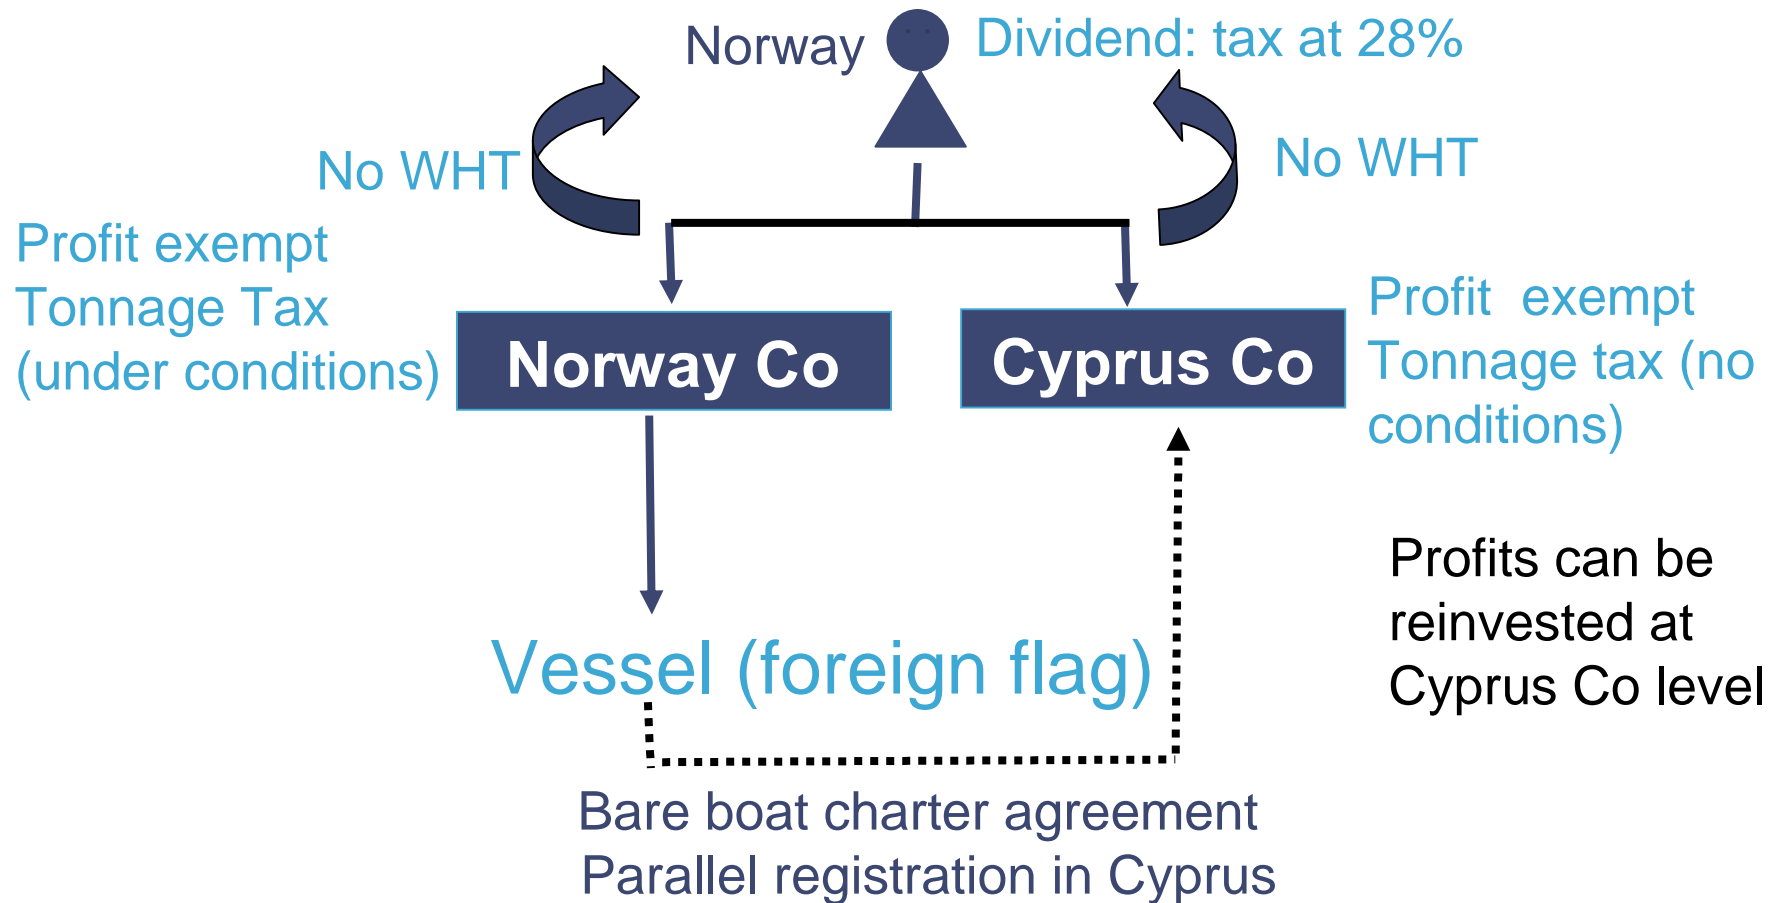 Norway
Dividend: tax at 28%
No WHT
No WHT
Profit exempt
Tonnage Tax
(under conditions)
Norway Co
Cyprus Co
Profit  exempt
Tonnage tax (no
conditions)
Profits can be
reinvested at
Cyprus Co level
Vessel (foreign flag)
Bare boat charter agreement
Parallel registration in Cyprus